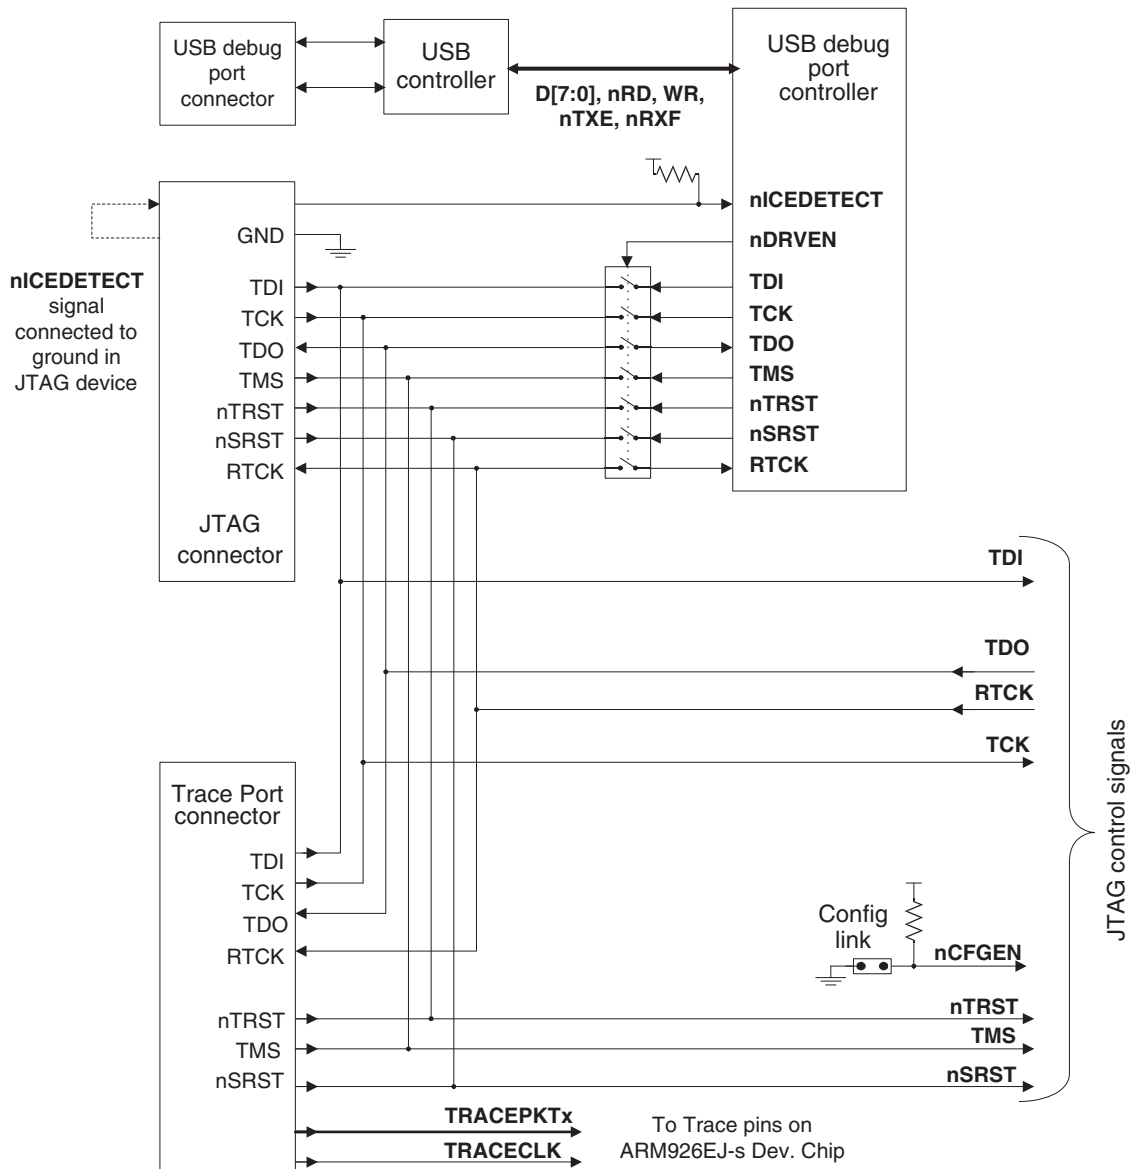 USB debug
port
connector
USB
controller
D[7:0], nRD, WR,
nTXE, nRXF
USB debug
port
controller
nICEDETECT
nDRVEN
TDI
TCK
TDO
TMS
nTRST
nSRST
RTCK
nICEDETECT
signal
connected to
ground in
JTAG device
GND
TDI
TCK
TDO
TMS
nTRST
nSRST
RTCK
JTAG
connector
TDI
TDO
RTCK
TCK
JTAG control signals
Trace Port
connector
TDI
TCK
TDO
RTCK
nTRST
TMS
nSRST
Config
link
nCFGEN
nTRST
TMS
nSRST
TRACEPKTx
TRACECLK
To Trace pins on
ARM926EJ-s Dev. Chip